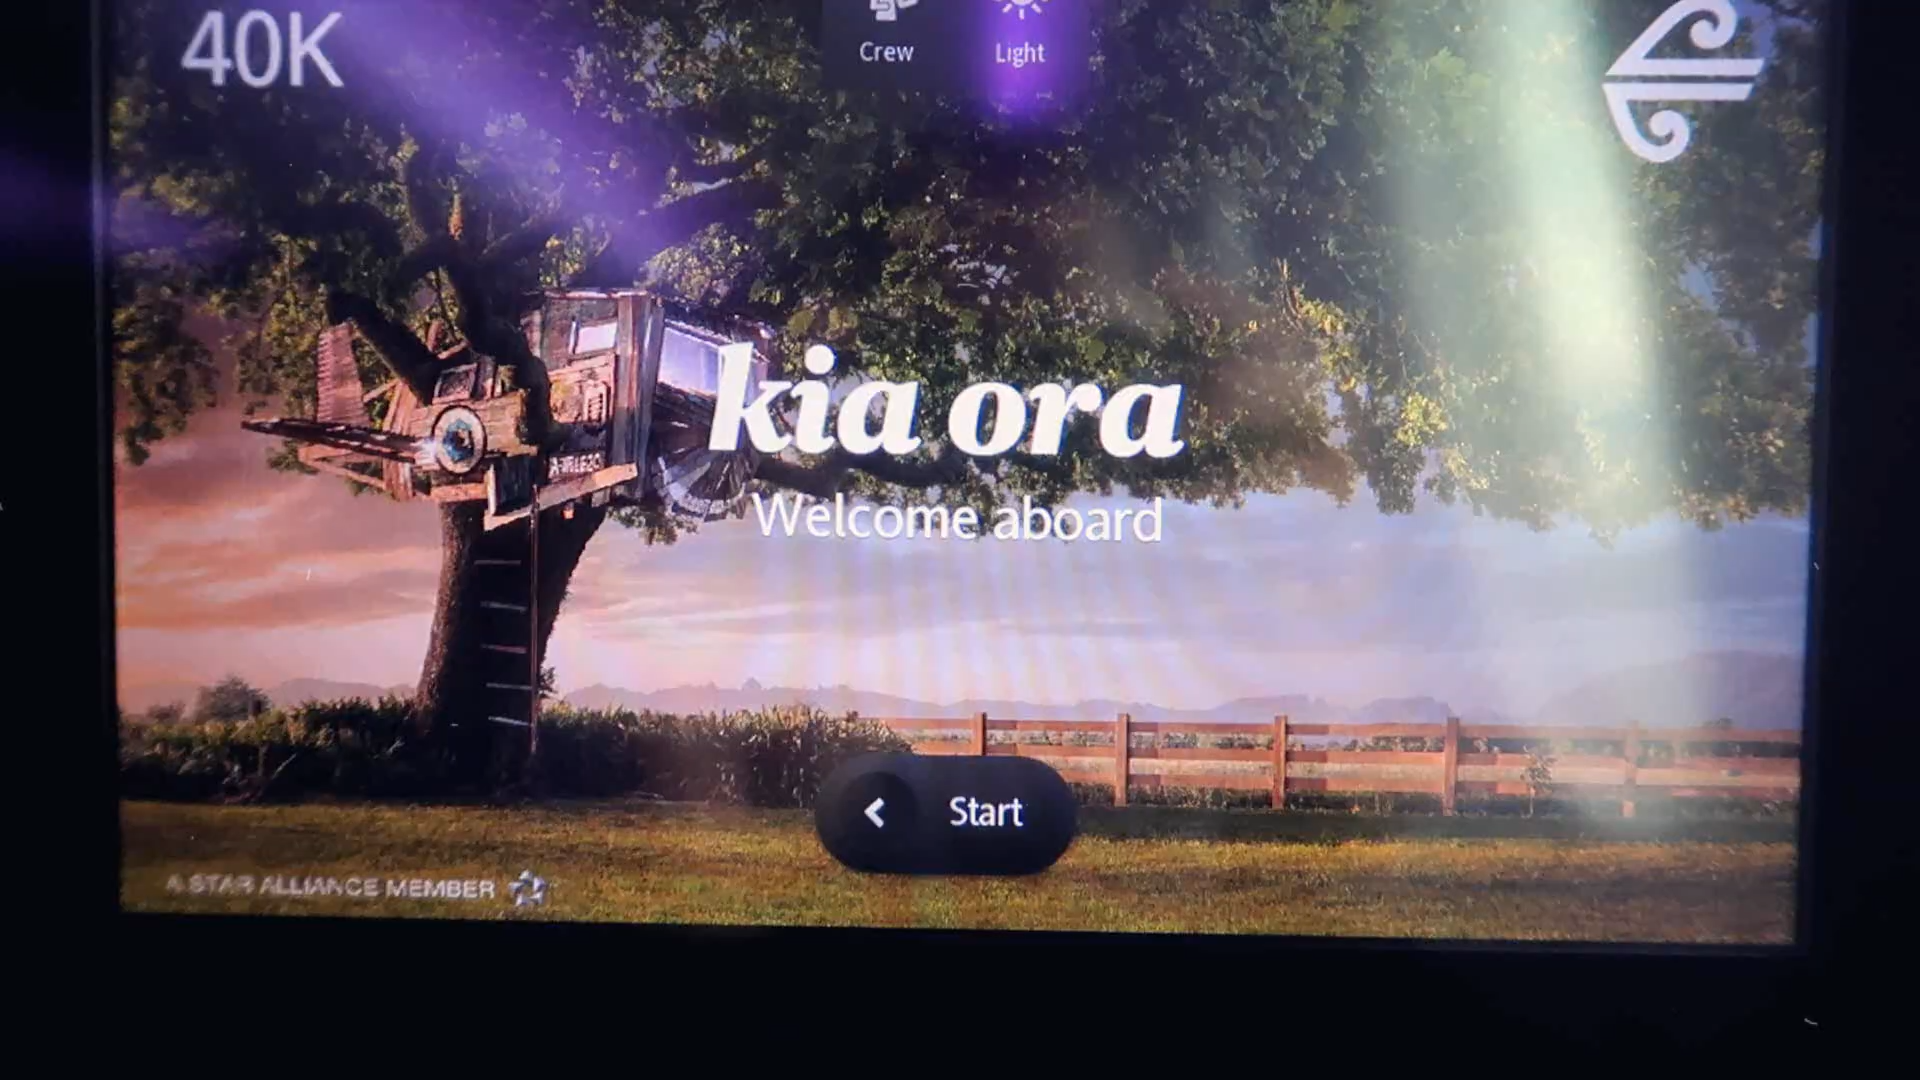 40K
Crew
Light
kia ora
Welcome aboard
Start
A STAR ALLIANCE MEMBER